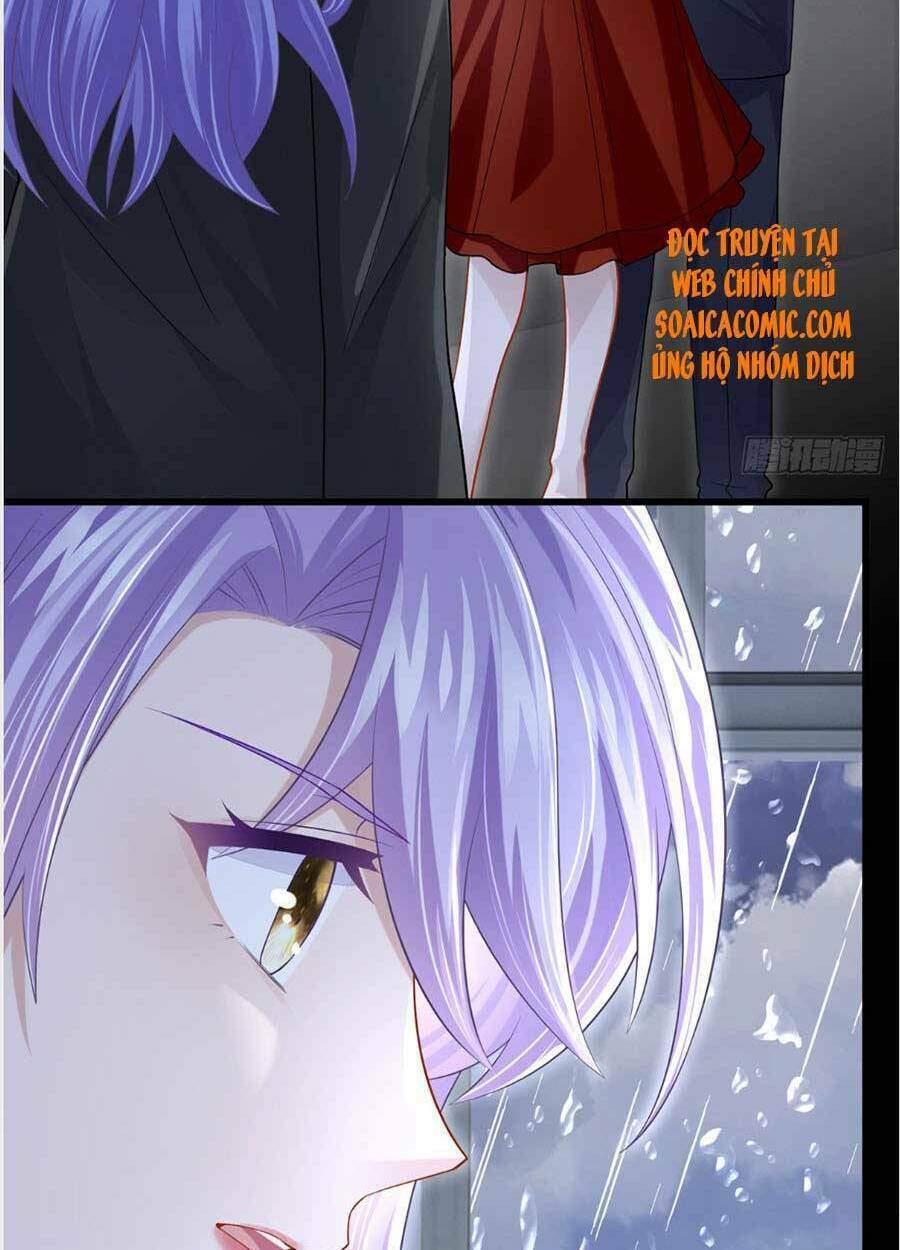 ĐỌC TRUYỆN TẠI
WEB CHÍNH CHỦ
SOAICACOMIC.COM
ỦNG HỘ NHÓM DỊCH
腾讯动漫